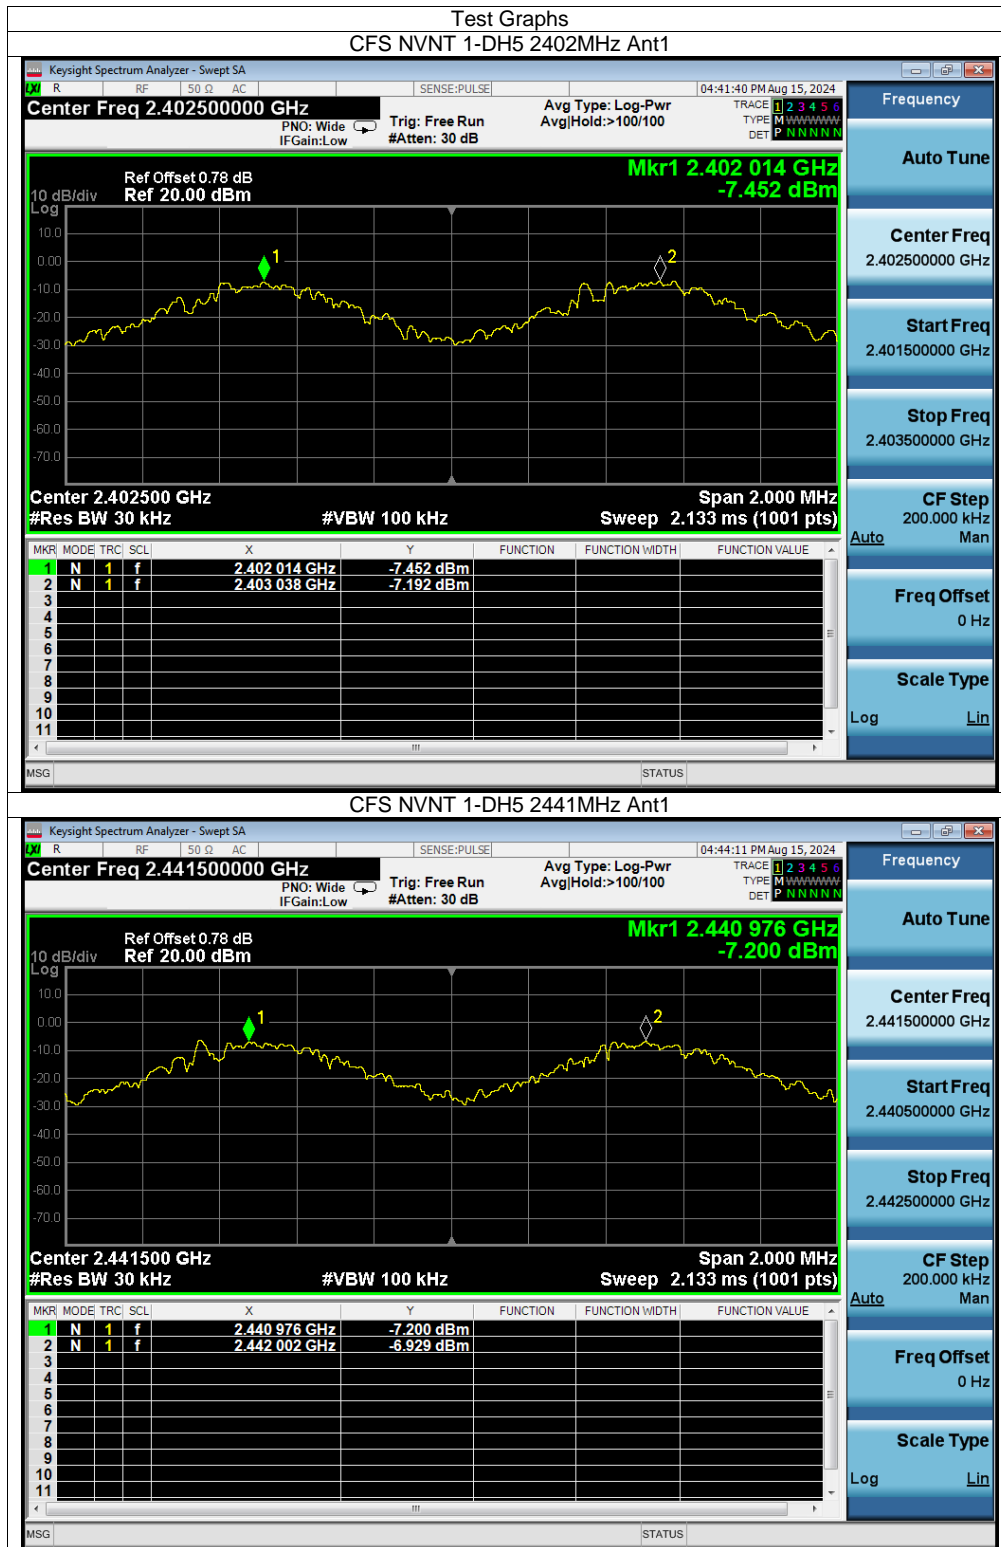 Test Graphs
CFS NVNT 1-DH5 2402MHz Ant1
Keysight Spectrum Analyzer - Swept SA
LXI R RF 50 Ω AC SENSE:PULSE 04:41:40 PM Aug 15, 2024
Center Freq 2.402500000 GHz
PNO: Wide
IFGain:Low
Trig: Free Run
#Atten: 30 dB
Avg Type: Log-Pwr
Avg|Hold:>100/100
TRACE 1 2 3 4 5 6
TYPE M WWWWW
DET P N N N N N
Ref Offset 0.78 dB
10 dB/div Ref 20.00 dBm
Log
Mkr1 2.402 014 GHz
-7.452 dBm
10.0
0.00
-10.0
-20.0
-30.0
-40.0
-50.0
-60.0
-70.0
1
2
Center 2.402500 GHz Span 2.000 MHz
#Res BW 30 kHz #VBW 100 kHz Sweep 2.133 ms (1001 pts)
MKR MODE TRC SCL X Y FUNCTION FUNCTION WIDTH FUNCTION VALUE
1 N 1 f 2.402 014 GHz -7.452 dBm
2 N 1 f 2.403 038 GHz -7.192 dBm
3
4
5
6
7
8
9
10
11
MSG STATUS
Frequency
Auto Tune
Center Freq
2.402500000 GHz
Start Freq
2.401500000 GHz
Stop Freq
2.403500000 GHz
CF Step
200.000 kHz
Auto Man
Freq Offset
0 Hz
Scale Type
Log Lin
CFS NVNT 1-DH5 2441MHz Ant1
Keysight Spectrum Analyzer - Swept SA
LXI R RF 50 Ω AC SENSE:PULSE 04:44:11 PM Aug 15, 2024
Center Freq 2.441500000 GHz
PNO: Wide
IFGain:Low
Trig: Free Run
#Atten: 30 dB
Avg Type: Log-Pwr
Avg|Hold:>100/100
TRACE 1 2 3 4 5 6
TYPE M WWWWW
DET P N N N N N
Ref Offset 0.78 dB
10 dB/div Ref 20.00 dBm
Log
Mkr1 2.440 976 GHz
-7.200 dBm
10.0
0.00
-10.0
-20.0
-30.0
-40.0
-50.0
-60.0
-70.0
1
2
Center 2.441500 GHz Span 2.000 MHz
#Res BW 30 kHz #VBW 100 kHz Sweep 2.133 ms (1001 pts)
MKR MODE TRC SCL X Y FUNCTION FUNCTION WIDTH FUNCTION VALUE
1 N 1 f 2.440 976 GHz -7.200 dBm
2 N 1 f 2.442 002 GHz -6.929 dBm
3
4
5
6
7
8
9
10
11
MSG STATUS
Frequency
Auto Tune
Center Freq
2.441500000 GHz
Start Freq
2.440500000 GHz
Stop Freq
2.442500000 GHz
CF Step
200.000 kHz
Auto Man
Freq Offset
0 Hz
Scale Type
Log Lin